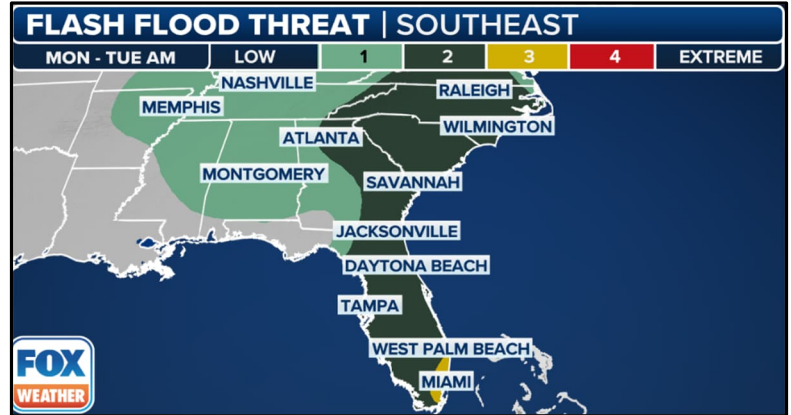 FLASH FLOOD THREAT | SOUTHEAST
MON - TUE AM LOW 1 2 3 4 EXTREME
NASHVILLE
RALEIGH
MEMPHIS
WILMINGTON
ATLANTA
MONTGOMERY
SAVANNAH
JACKSONVILLE
DAYTONA BEACH
TAMPA
WEST PALM BEACH
MIAMI
FOX
WEATHER